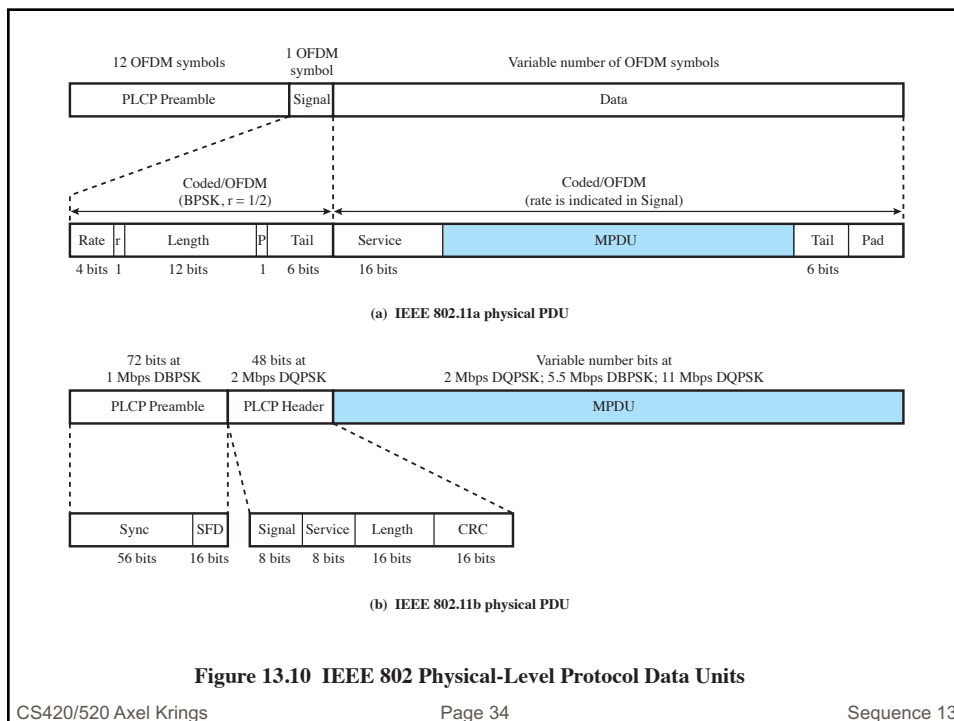 1 OFDM
12 OFDM symbols symbol Variable number of OFDM symbols
PLCP Preamble Signal Data
Coded/OFDM Coded/OFDM
(BPSK, r = 1/2) (rate is indicated in Signal)
Rate r Length P Tail Service MPDU Tail Pad
4 bits 1 12 bits 1 6 bits 16 bits 6 bits
(a) IEEE 802.11a physical PDU
72 bits at 48 bits at Variable number bits at
1 Mbps DBPSK 2 Mbps DQPSK 2 Mbps DQPSK; 5.5 Mbps DBPSK; 11 Mbps DQPSK
PLCP Preamble PLCP Header MPDU
Sync SFD Signal Service Length CRC
56 bits 16 bits 8 bits 8 bits 16 bits 16 bits
(b) IEEE 802.11b physical PDU
Figure 13.10 IEEE 802 Physical-Level Protocol Data Units
CS420/520 Axel Krings Page 34 Sequence 13